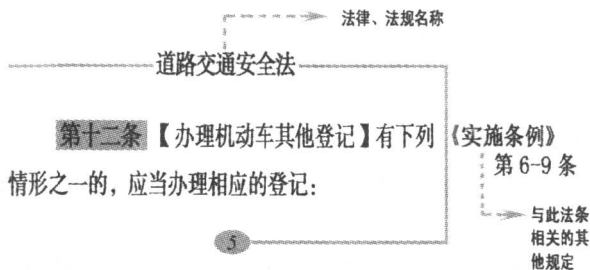 法律、法规名称
道路交通安全法
第十二条【办理机动车其他登记】有下列
情形之一的，应当办理相应的登记：
《实施条例》
第 6-9 条
与此法条
相关的其
他规定
5